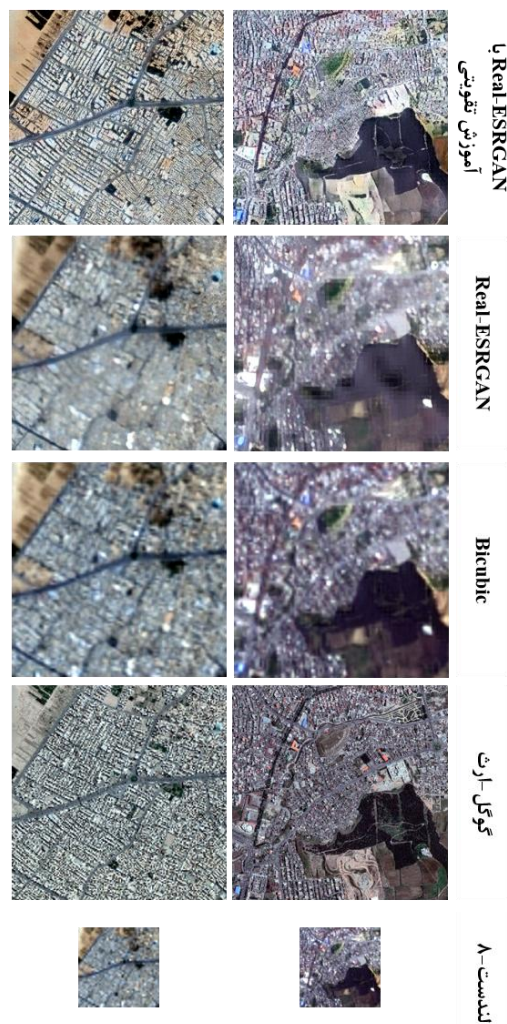 Real-ESRGAN با
آموزش تقویتی
Real-ESRGAN
Bicubic
گوگل-ارث
لندست-۸